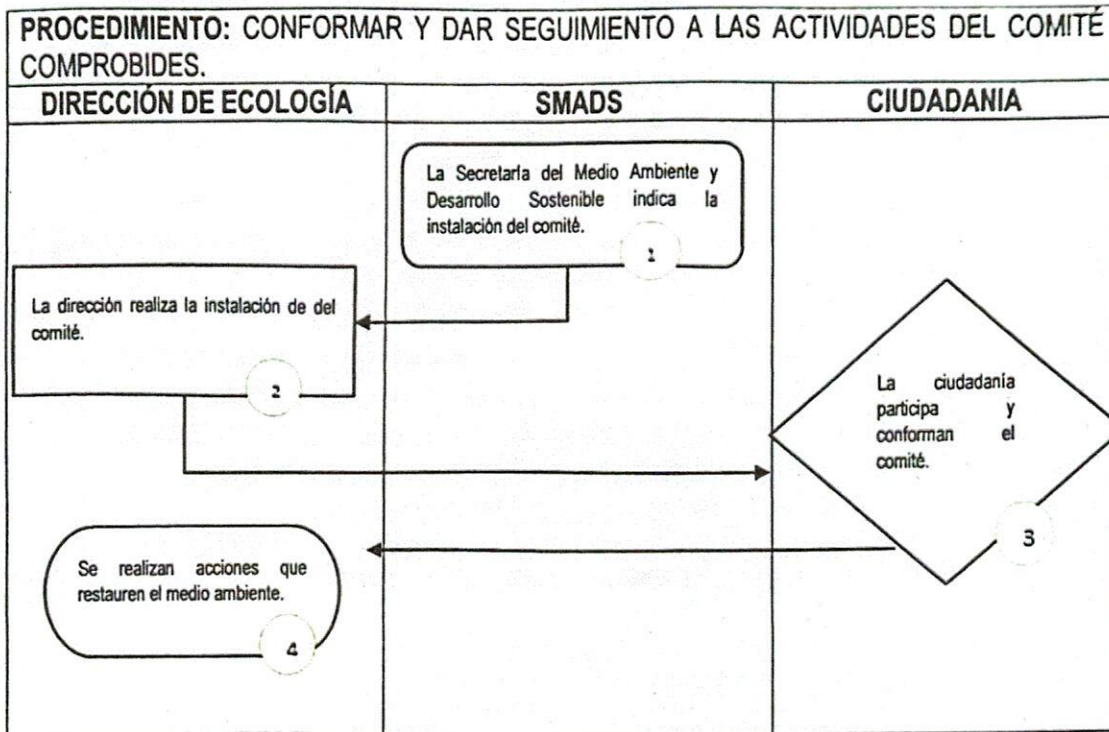 PROCEDIMIENTO: CONFORMAR Y DAR SEGUIMIENTO A LAS ACTIVIDADES DEL COMITÉ
COMPROBIDES.
DIRECCIÓN DE ECOLOGÍA
SMADS
CIUDADANIA
La Secretaría del Medio Ambiente y
Desarrollo Sostenible indica la
instalación del comité.
1
La dirección realiza la instalación de del
comité.
2
La ciudadanía
participa y
conforman el
comité.
3
Se realizan acciones que
restauren el medio ambiente.
4